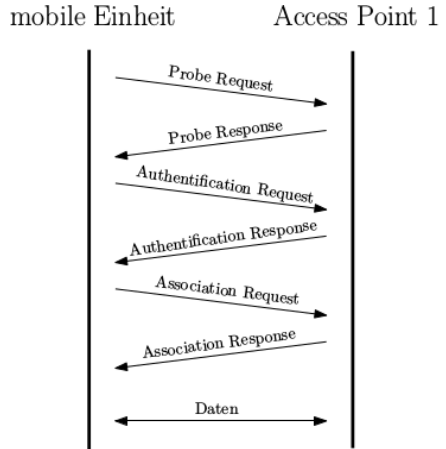 mobile Einheit
Access Point 1
Probe Request
Probe Response
Authentification Request
Authentification Response
Association Request
Association Response
Daten